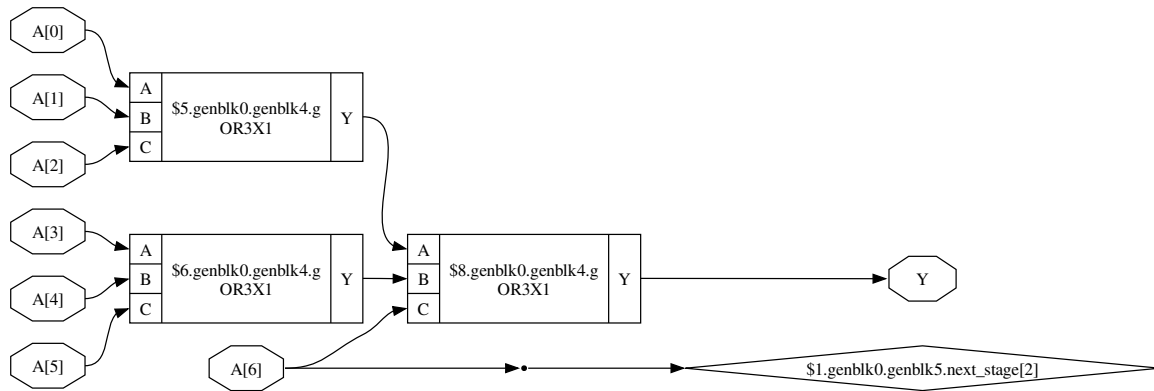 A[0]
A[1]
A[2]
A
B
C
$5.genblk0.genblk4.g
OR3X1
Y
A[3]
A[4]
A[5]
A
B
C
$6.genblk0.genblk4.g
OR3X1
Y
A[6]
A
B
C
$8.genblk0.genblk4.g
OR3X1
Y
Y
$1.genblk0.genblk5.next_stage[2]